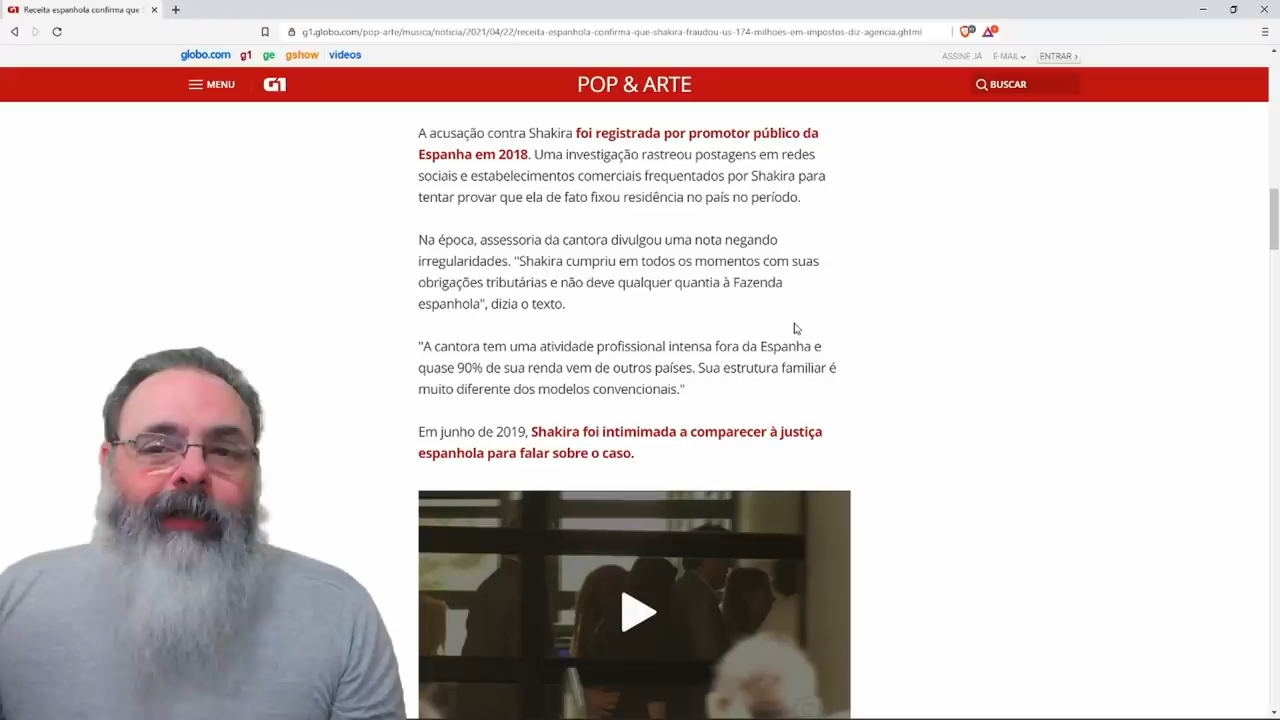 G1 Receita espanhola confirma que
g1.globo.com/pop-arte/musica/noticia/2021/04/22/receita-espanhola-confirma-que-shakira-fraudou-us-174-milhoes-em-impostos-diz-agencia.ghtml
globo.com g1 ge gshow videos ASSINE JÁ E-MAIL ENTRAR ›
MENU G1 POP & ARTE BUSCAR
A acusação contra Shakira foi registrada por promotor público da
Espanha em 2018. Uma investigação rastreou postagens em redes
sociais e estabelecimentos comerciais frequentados por Shakira para
tentar provar que ela de fato fixou residência no país no período.
Na época, assessoria da cantora divulgou uma nota negando
irregularidades. "Shakira cumpriu em todos os momentos com suas
obrigações tributárias e não deve qualquer quantia à Fazenda
espanhola", dizia o texto.
"A cantora tem uma atividade profissional intensa fora da Espanha e
quase 90% de sua renda vem de outros países. Sua estrutura familiar é
muito diferente dos modelos convencionais."
Em junho de 2019, Shakira foi intimimada a comparecer à justiça
espanhola para falar sobre o caso.